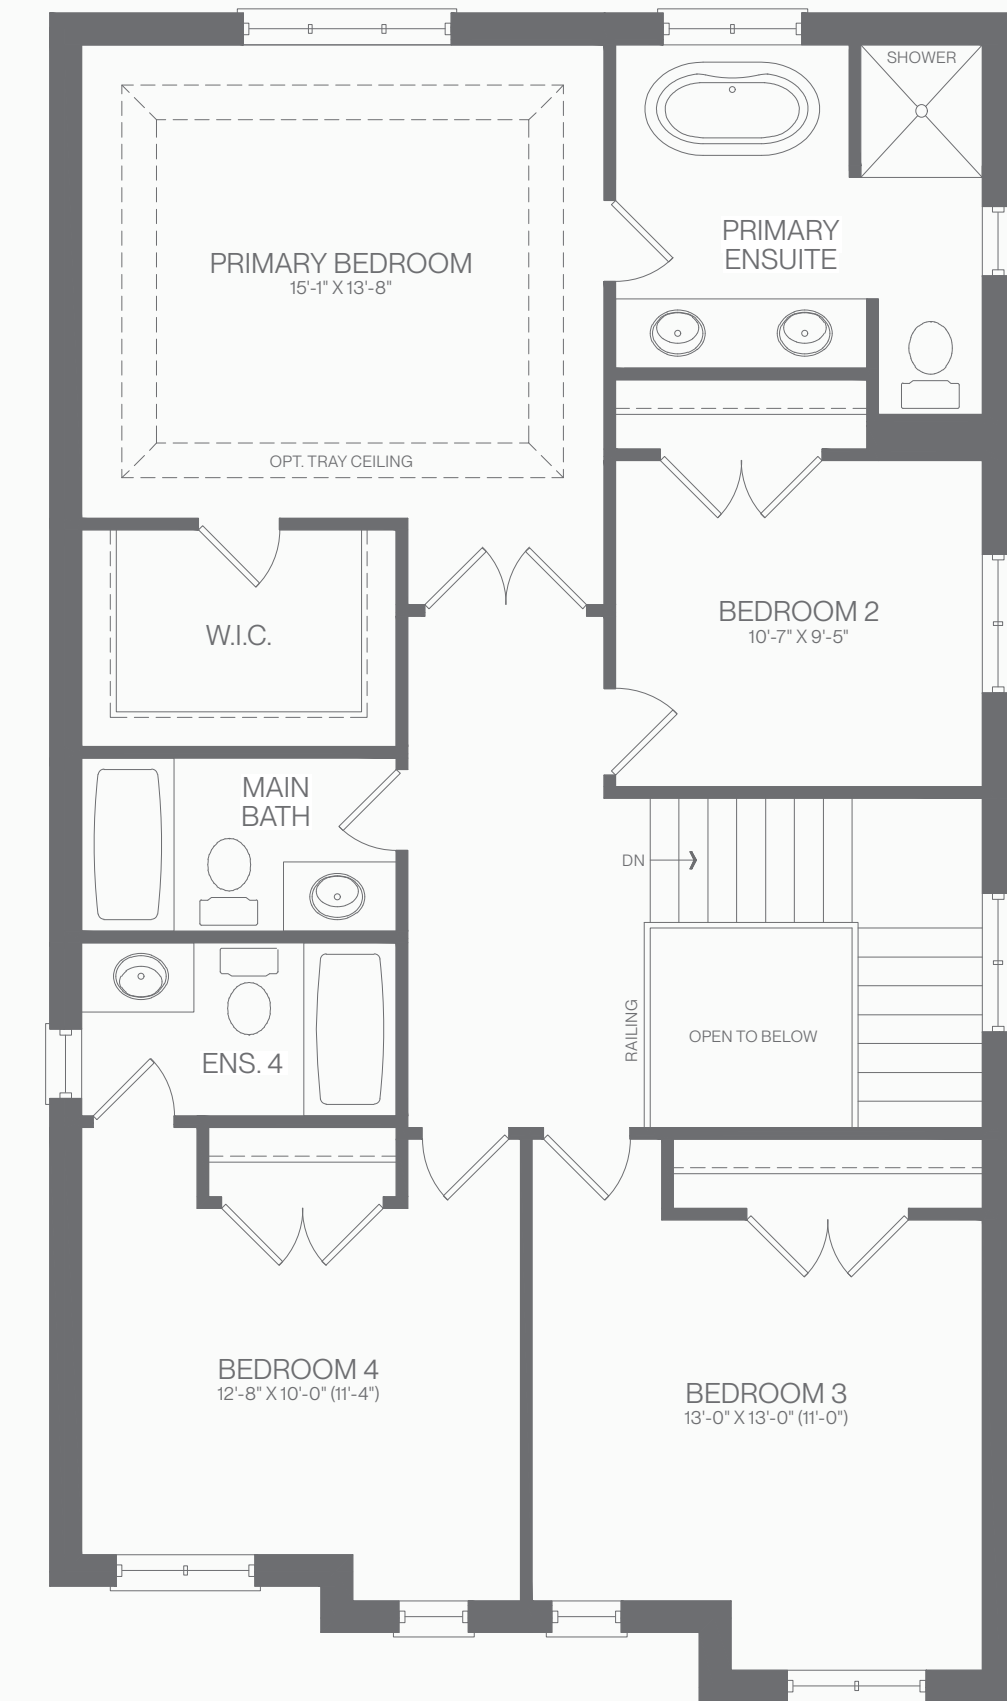 SHOWER
PRIMARY
ENSUITE
PRIMARY BEDROOM
15'-1" X 13'-8"
OPT. TRAY CEILING
W.I.C.
BEDROOM 2
10'-7" X 9'-5"
MAIN
BATH
DN
RAILING
OPEN TO BELOW
ENS. 4
BEDROOM 4
12'-8" X 10'-0" (11'-4")
BEDROOM 3
13'-0" X 13'-0" (11'-0")